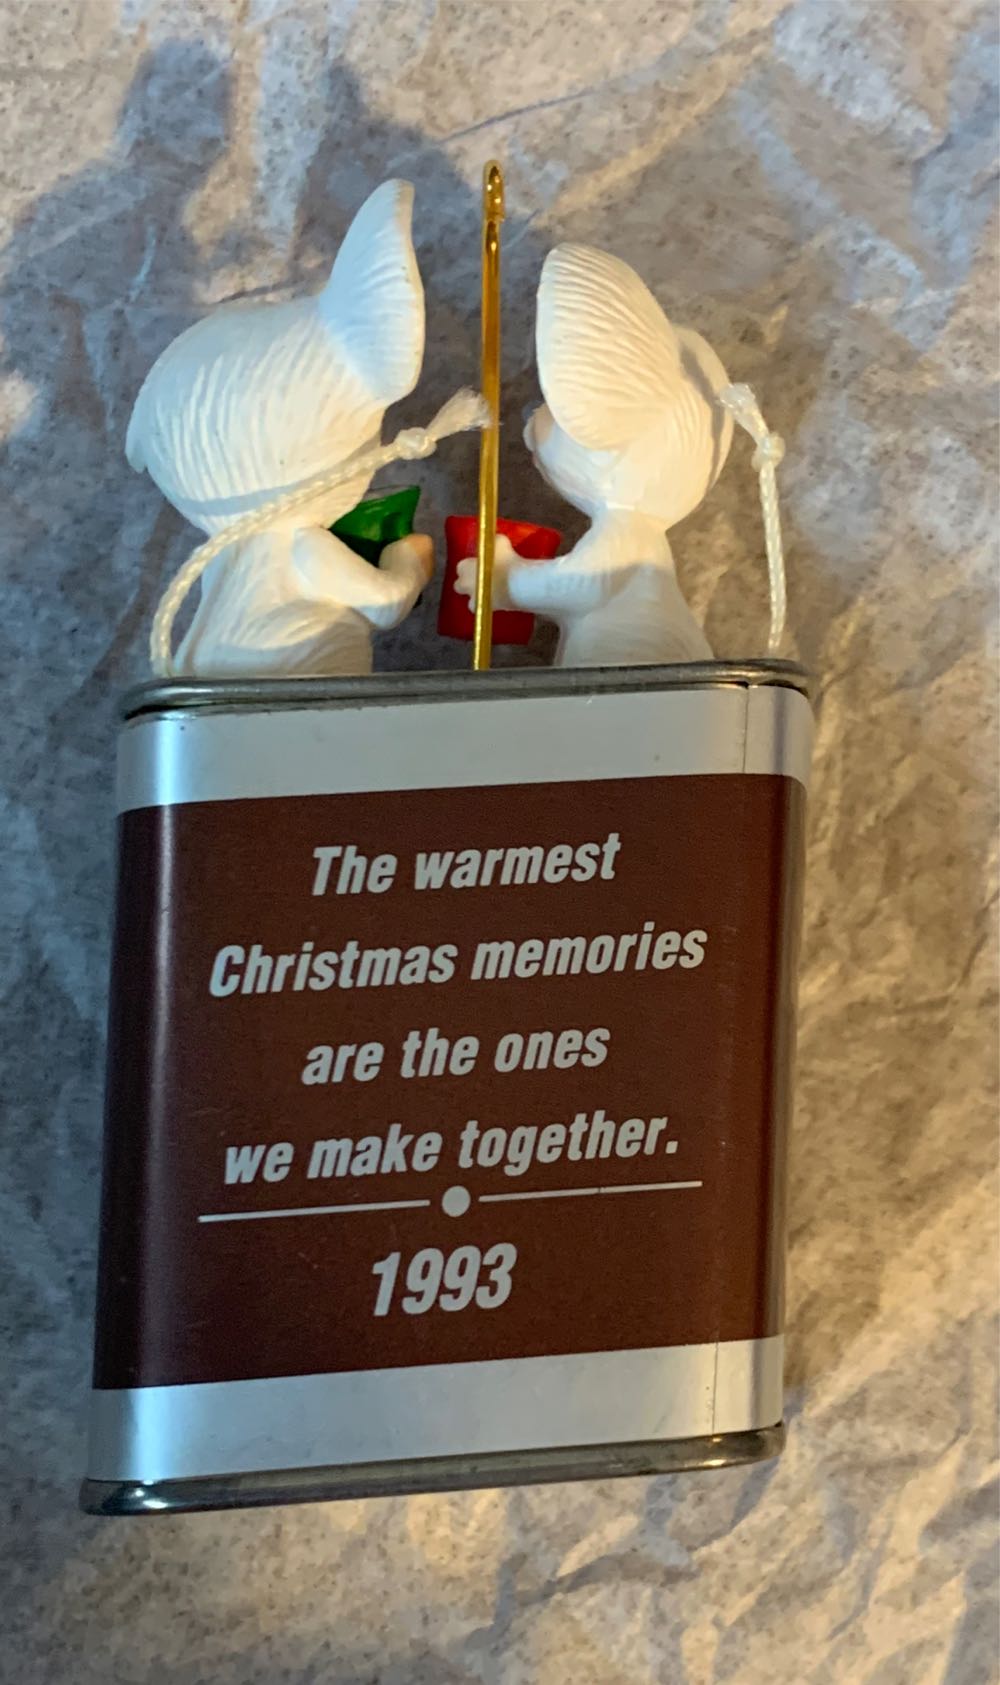 The warmest
Christmas memories
are the ones
we make together.
1993